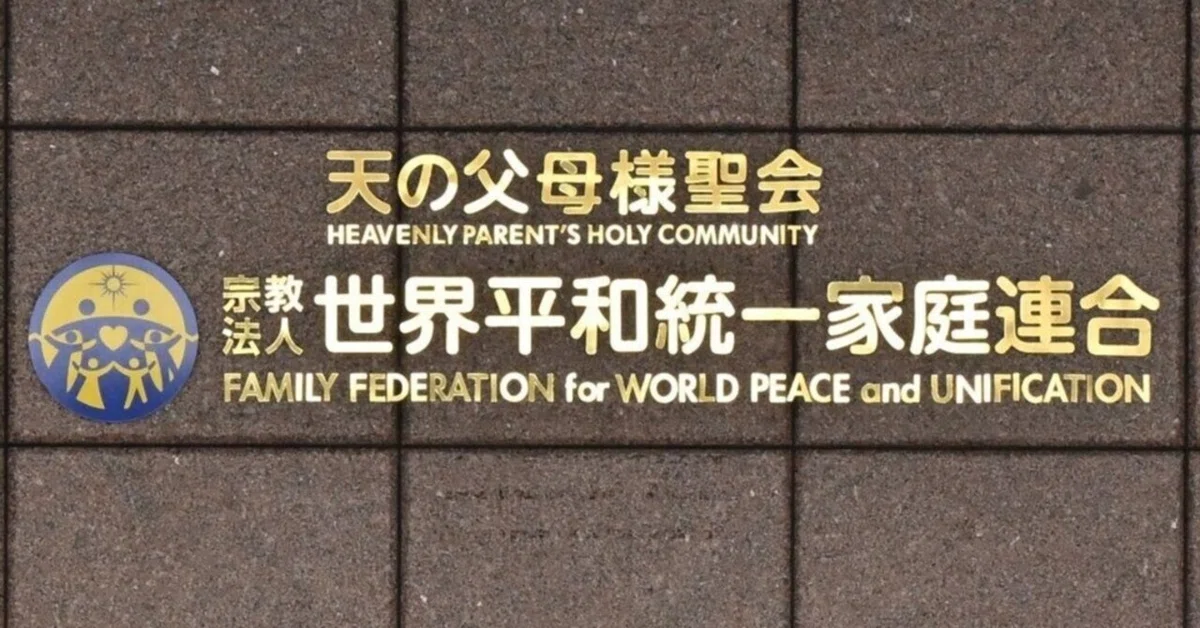 天の父母様聖会
HEAVENLY PARENT'S HOLY COMMUNITY
宗教法人 世界平和統一家庭連合
FAMILY FEDERATION for WORLD PEACE and UNIFICATION